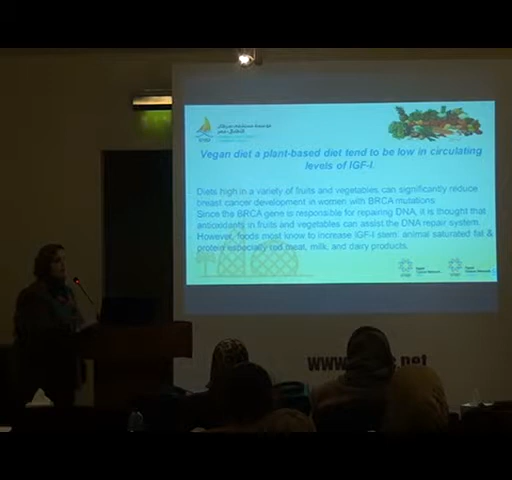 Vegan diet a plant-based diet tend to be low in circulating
levels of IGF-I
Diets high in a variety of fruits and vegetables can significantly reduce
breast cancer development in women with BRCA mutations.
Since the BRCA gene is responsible for repairing DNA, it is thought that
antioxidants in fruits and vegetables can assist the DNA repair system.
However, foods most know to increase IGF-I stem: animal saturated fat &
protein especially red meat, milk, and dairy products.